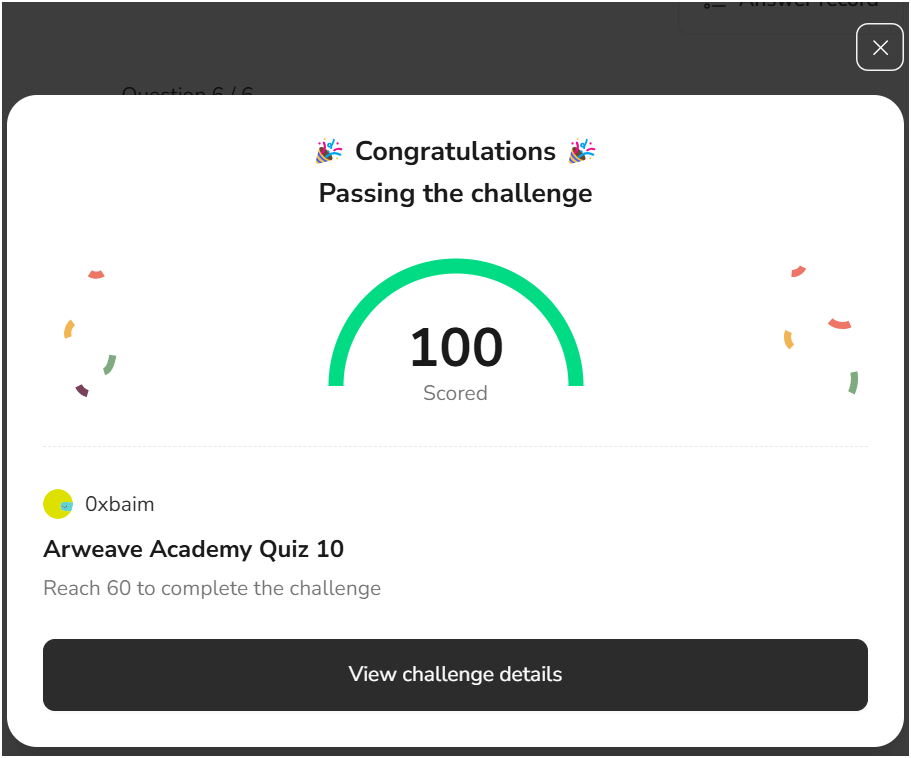 Answer record
Question 6 / 6
Congratulations
Passing the challenge
100
Scored
0xbaim
Arweave Academy Quiz 10
Reach 60 to complete the challenge
View challenge details